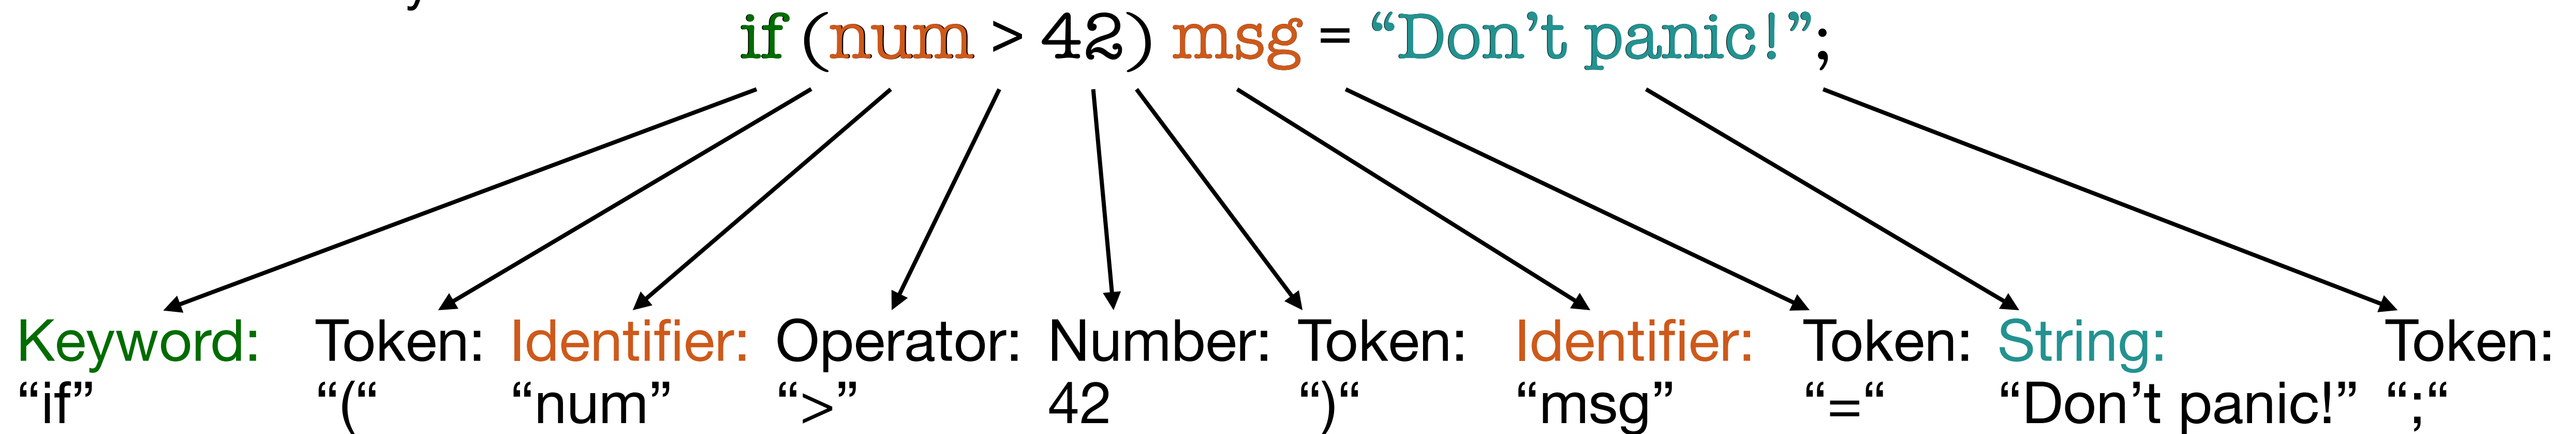 if (num > 42) msg = “Don’t panic!”;
Keyword: Token: Identifier: Operator: Number: Token: Identifier: Token: String: Token:
“if” “(“ “num” “>” 42 “)“ “msg” “=“ “Don’t panic!” “;“